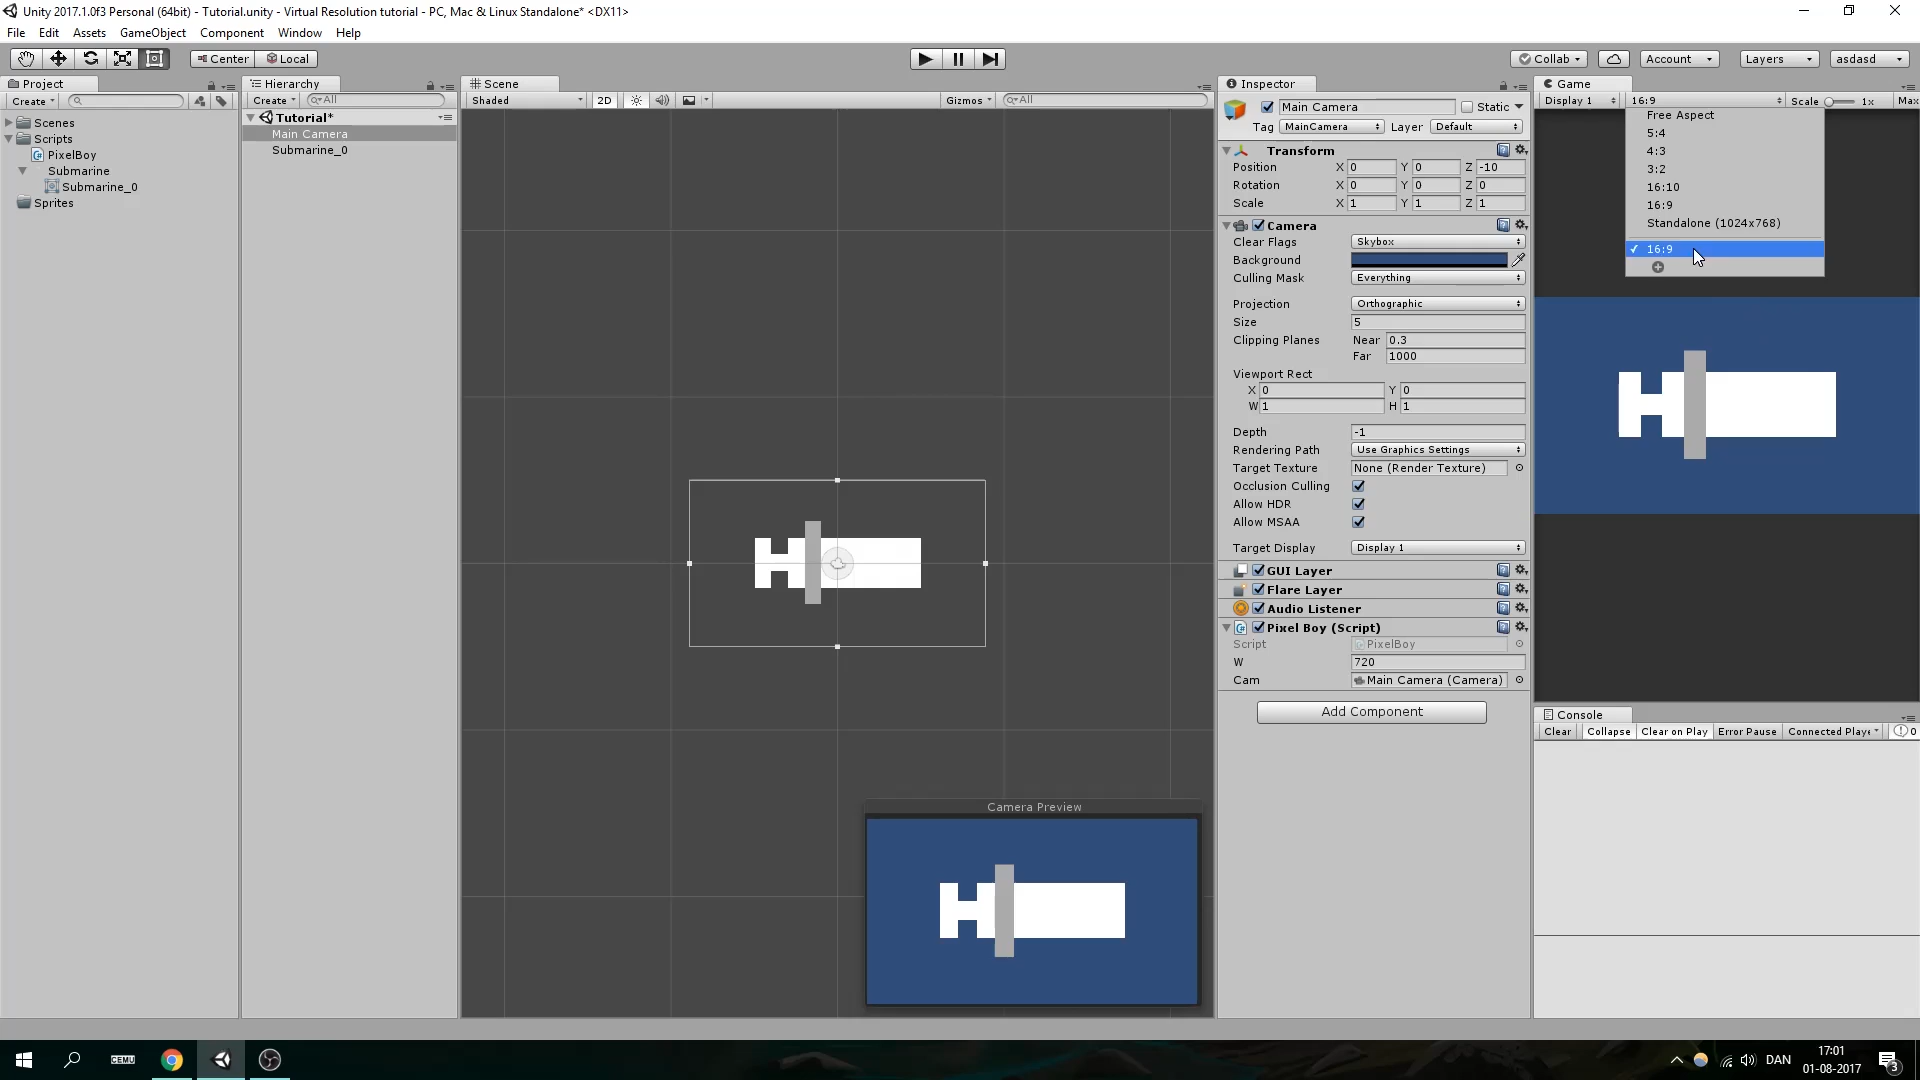 Unity 2017.1.0f3 Personal (64bit) - Tutorial.unity - Virtual Resolution tutorial - PC, Mac & Linux Standalone* <DX11>
File Edit Assets GameObject Component Window Help
Center Local Collab Account Layers asdasd
Project
Create
Scenes
Scripts
PixelBoy
Submarine
Submarine_0
Sprites
Hierarchy
Create All
Tutorial*
Main Camera
Submarine_0
Scene
Shaded 2D Gizmos All
Camera Preview
Inspector
Main Camera Static
Tag MainCamera Layer Default
Transform
Position X 0 Y 0 Z -10
Rotation X 0 Y 0 Z 0
Scale X 1 Y 1 Z 1
Camera
Clear Flags Skybox
Background
Culling Mask Everything
Projection Orthographic
Size 5
Clipping Planes Near 0.3
Far 1000
Viewport Rect
X 0 Y 0
W 1 H 1
Depth -1
Rendering Path Use Graphics Settings
Target Texture None (Render Texture)
Occlusion Culling
Allow HDR
Allow MSAA
Target Display Display 1
GUI Layer
Flare Layer
Audio Listener
Pixel Boy (Script)
Script PixelBoy
W 720
Cam Main Camera (Camera)
Add Component
Game
Display 1 16:9 Scale 1x Max
Free Aspect
5:4
4:3
3:2
16:10
16:9
Standalone (1024x768)
16:9
Console
Clear Collapse Clear on Play Error Pause Connected Playe 0
CEMU
DAN
17:01
01-08-2017
3